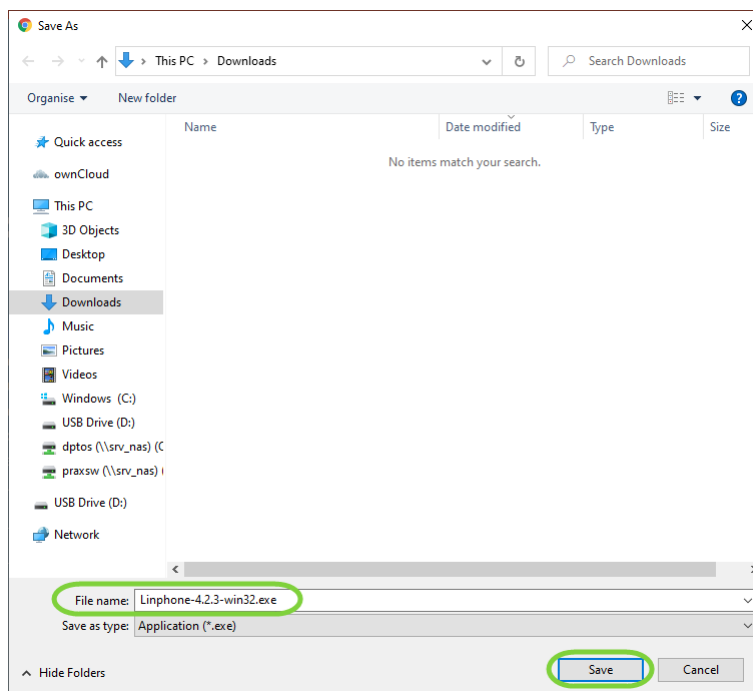 Save As
This PC > Downloads
Search Downloads
Organise
New folder
Name
Date modified
Type
Size
No items match your search.
Quick access
ownCloud
This PC
3D Objects
Desktop
Documents
Downloads
Music
Pictures
Videos
Windows (C:)
USB Drive (D:)
dptos (\\srv_nas) (
praxsw (\\srv_nas) (
USB Drive (D:)
Network
File name: Linphone-4.2.3-win32.exe
Save as type: Application (*.exe)
Hide Folders
Save
Cancel